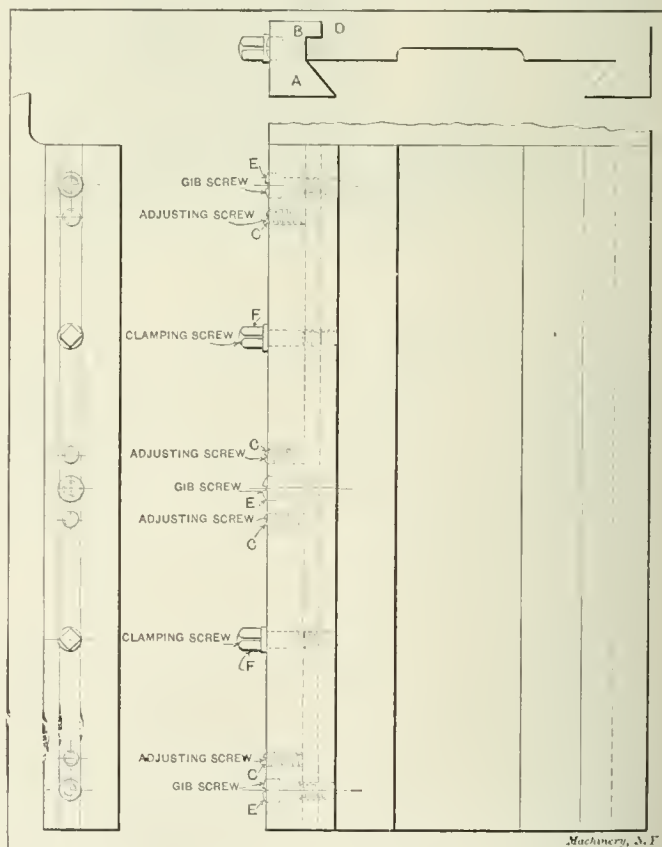 B D
A
E
GIB SCREW
ADJUSTING SCREW
C
F
CLAMPING SCREW
C
ADJUSTING SCREW
GIB SCREW
E
ADJUSTING SCREW
C
CLAMPING SCREW
F
ADJUSTING SCREW
C
GIB SCREW
E
Machinery, N.Y.